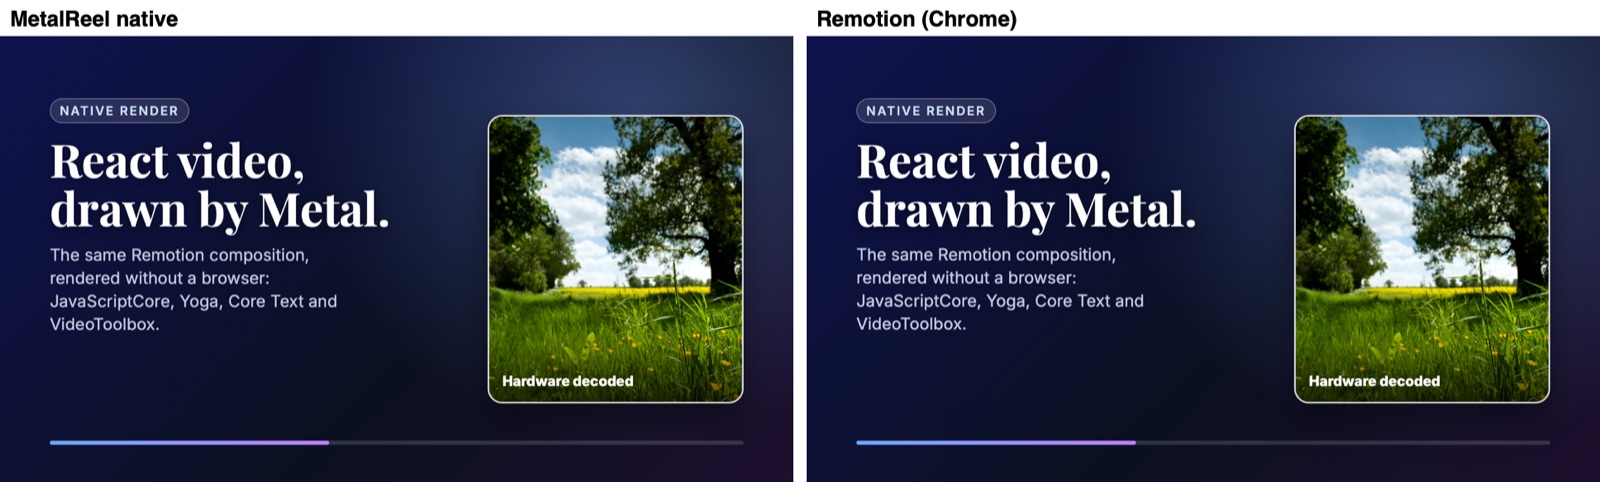 MetalReel native
NATIVE RENDER
React video,
drawn by Metal.
The same Remotion composition,
rendered without a browser:
JavaScriptCore, Yoga, Core Text and
VideoToolbox.
Hardware decoded
Remotion (Chrome)
NATIVE RENDER
React video,
drawn by Metal.
The same Remotion composition,
rendered without a browser:
JavaScriptCore, Yoga, Core Text and
VideoToolbox.
Hardware decoded